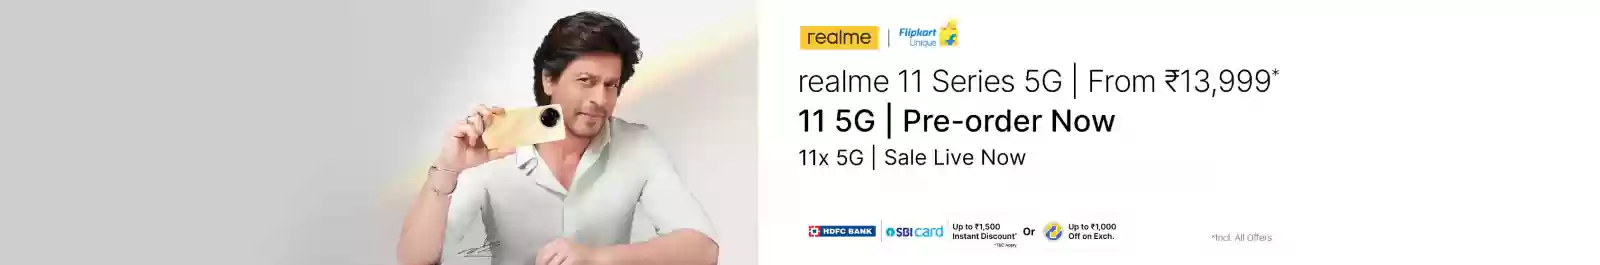 realme | Flipkart Unique
realme 11 Series 5G | From ₹13,999*
11 5G | Pre-order Now
11x 5G | Sale Live Now
HDFC BANK | SBI card | Up to ₹1,500 Or Up to ₹1,000
Instant Discount* Off on Exch.
*T&C Apply
*Incl. All Offers